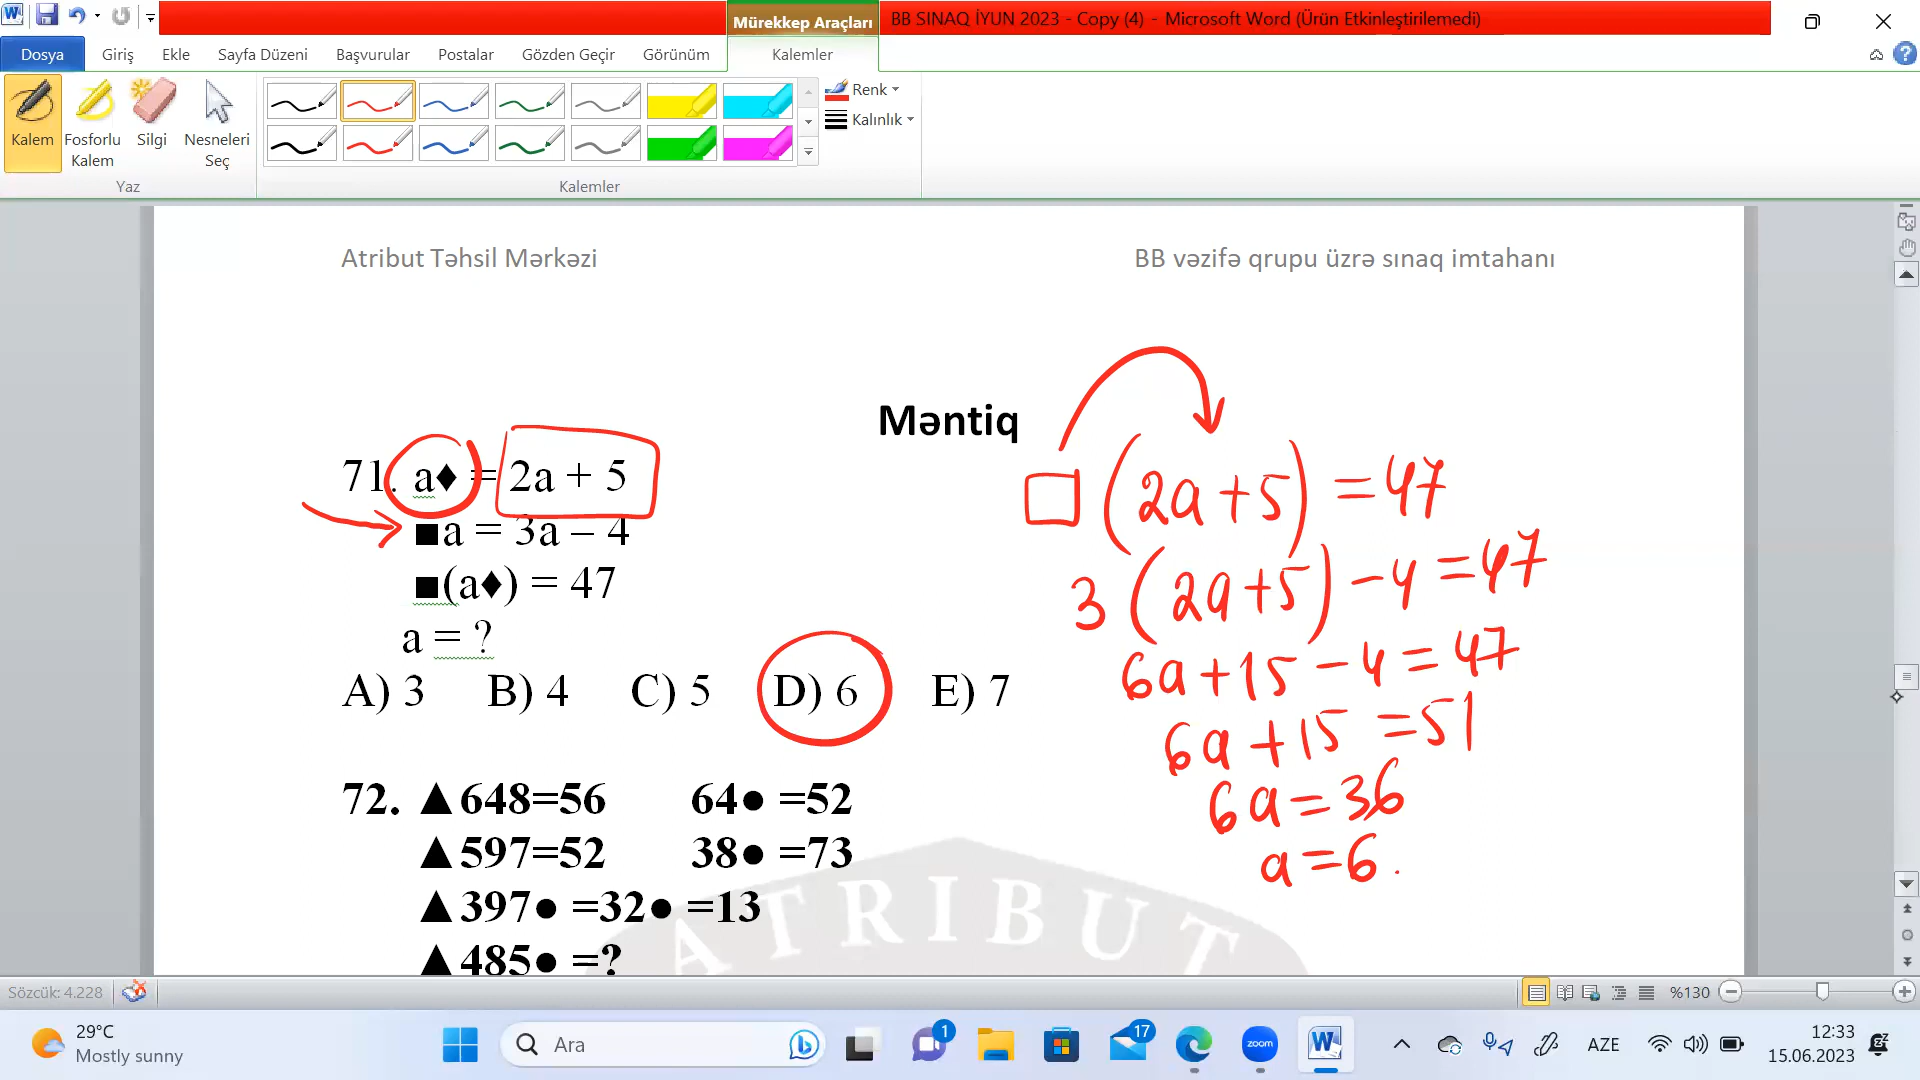 Mürekkep Araçları
BB SINAQ İYUN 2023 - Copy (4) - Microsoft Word (Ürün Etkinleştirilemedi)
Dosya Giriş Ekle Sayfa Düzeni Başvurular Postalar Gözden Geçir Görünüm Kalemler
Kalem
Fosforlu Kalem
Silgi
Nesneleri Seç
Renk
Kalınlık
Yaz
Kalemler
Atribut Təhsil Mərkəzi
BB vəzifə qrupu üzrə sınaq imtahanı
Məntiq
71. a♦ = 2a + 5
■a = 3a – 4
■(a♦) = 47
a = ?
A) 3 B) 4 C) 5 D) 6 E) 7
□(2a+5) = 47
3(2a+5) - 4 = 47
6a + 15 - 4 = 47
6a + 15 = 51
6a = 36
a = 6.
72. ▲648=56 64● =52
▲597=52 38● =73
▲397● =32● =13
▲485● =?
ATRIBUT
Sözcük: 4.228
%130
29°C
Mostly sunny
Ara
1
17
zoom
W
AZE
12:33
15.06.2023